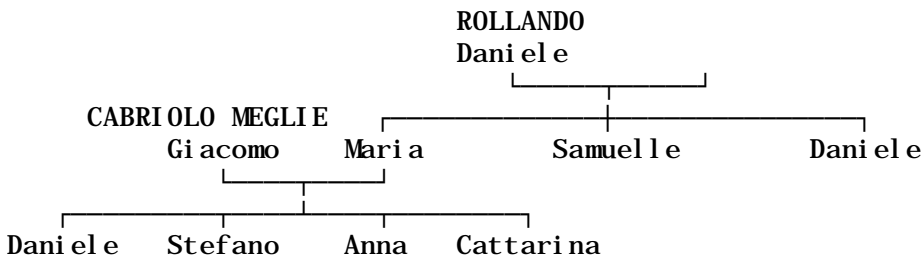 ROLLANDO
Daniele
CABRIOLO MEGLIE
Giacomo Maria Samuelle Daniele
Daniele Stefano Anna Cattarina